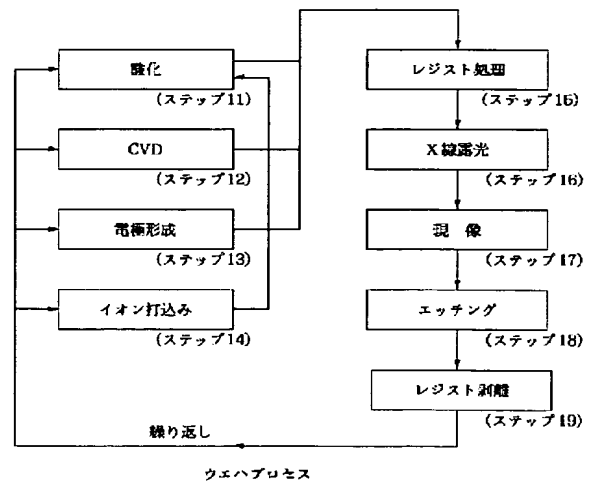 酸化
(ステップ11)
CVD
(ステップ12)
電極形成
(ステップ13)
イオン打込み
(ステップ14)
レジスト処理
(ステップ15)
X線露光
(ステップ16)
現 像
(ステップ17)
エッチング
(ステップ18)
レジスト剥離
(ステップ19)
繰り返し
ウエハプロセス